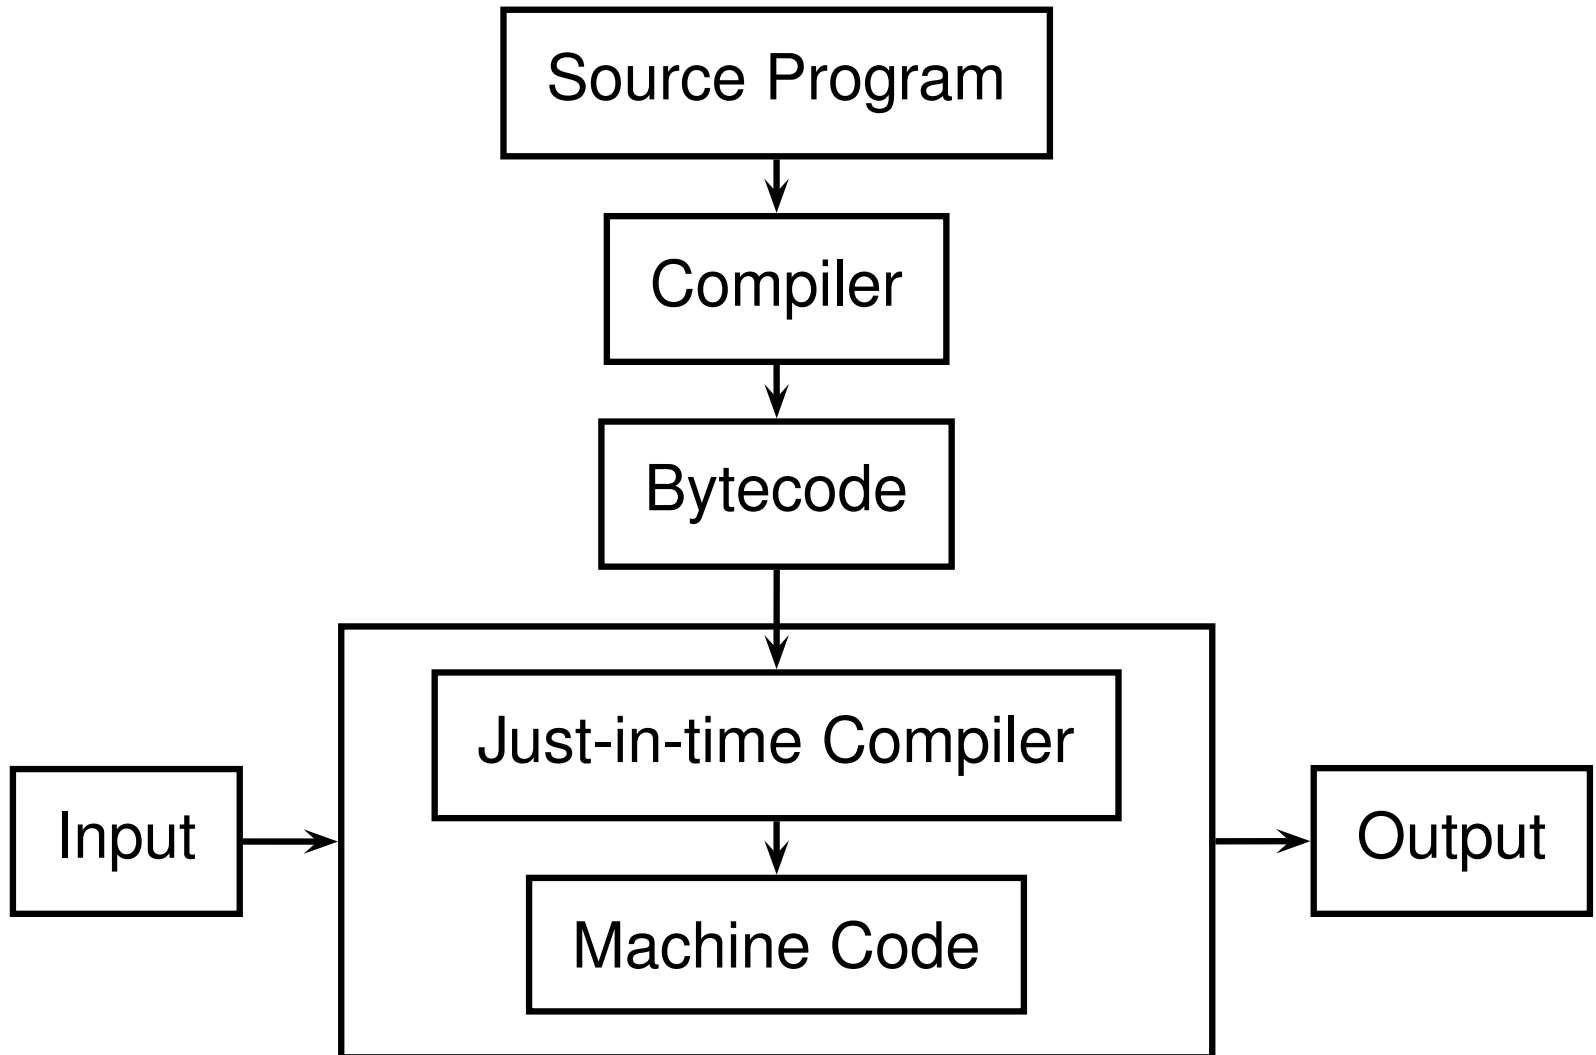 Source Program
Compiler
Bytecode
Just-in-time Compiler
Input
Output
Machine Code